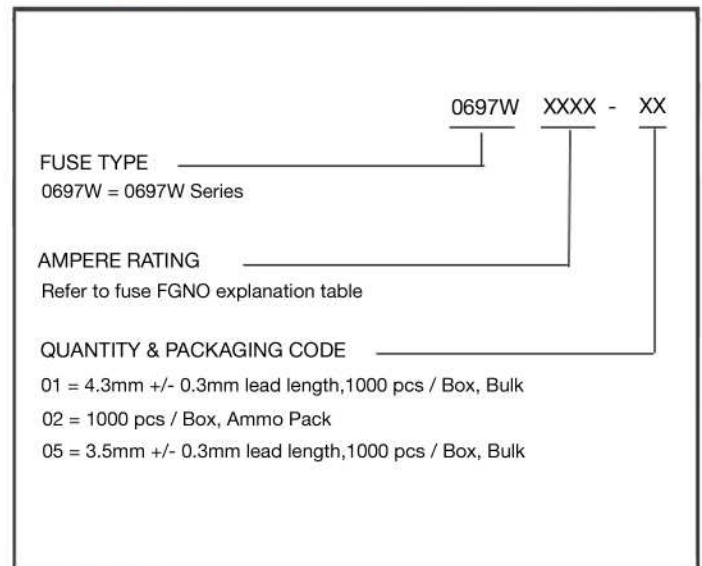 0697W XXXX - XX
FUSE TYPE
0697W = 0697W Series
AMPERE RATING
Refer to fuse FGNO explanation table
QUANTITY & PACKAGING CODE
01 = 4.3mm +/- 0.3mm lead length,1000 pcs / Box, Bulk
02 = 1000 pcs / Box, Ammo Pack
05 = 3.5mm +/- 0.3mm lead length,1000 pcs / Box, Bulk